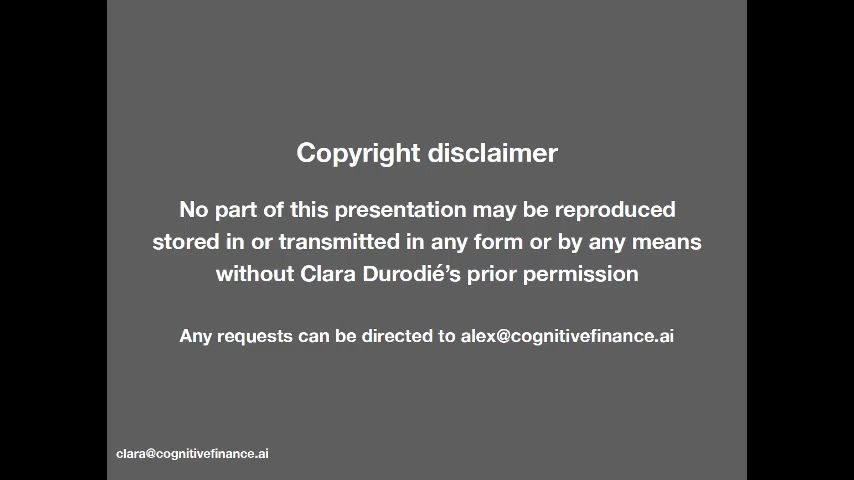 Copyright disclaimer
No part of this presentation may be reproduced
stored in or transmitted in any form or by any means
without Clara Durodié’s prior permission
Any requests can be directed to alex@cognitivefinance.ai
clara@cognitivefinance.ai